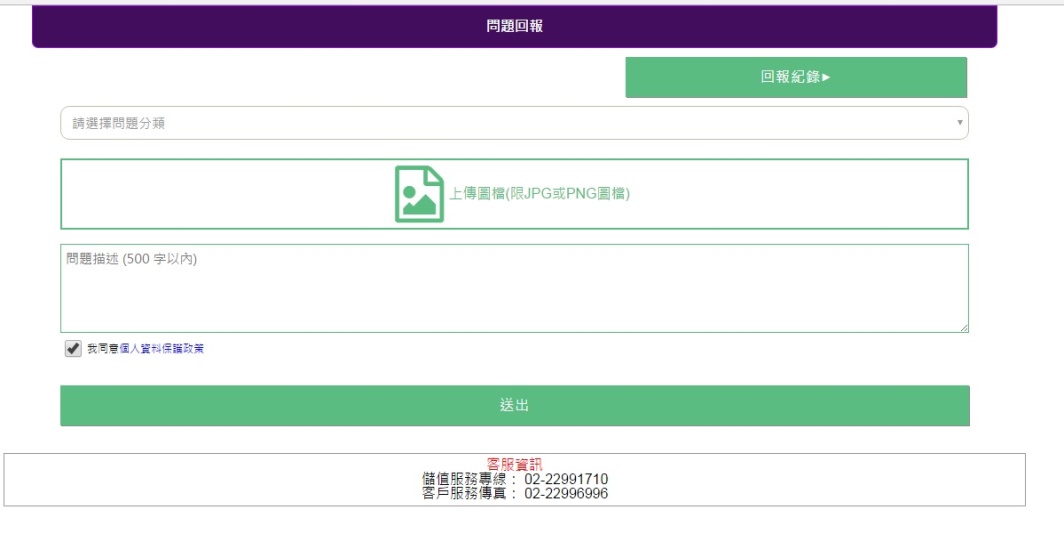 問題回報
回報紀錄▶
請選擇問題分類
上傳圖檔(限JPG或PNG圖檔)
問題描述 (500 字以內)
我同意個人資料保護政策
送出
客服資訊
儲值服務專線： 02-22991710
客戶服務傳真： 02-22996996